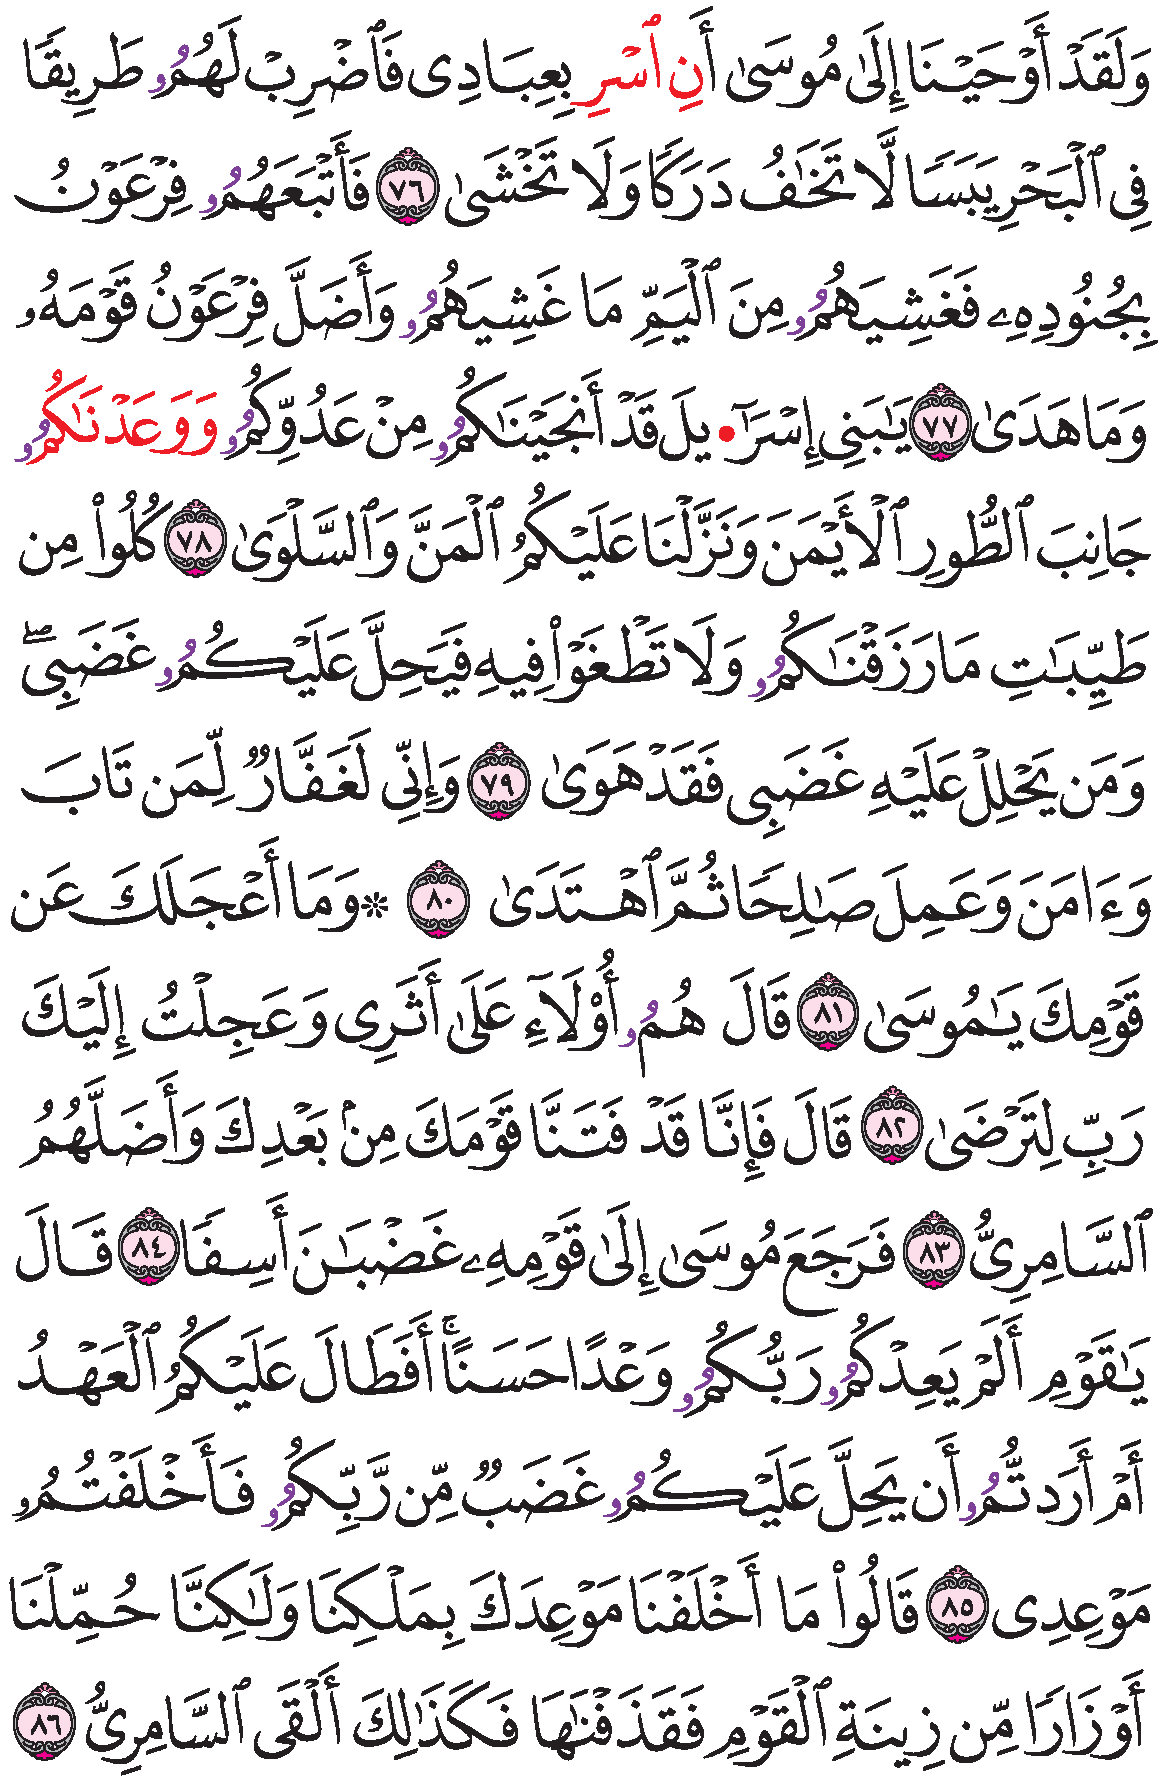 وَلَقَدْ أَوْحَيْنَا إِلَىٰ مُوسَىٰ أَنِ ٱسْرِ بِعِبَادِى فَٱضْرِبْ لَهُمُۥ طَرِيقًا
فِى ٱلْبَحْرِ يَبَسًا لَّا تَخَٰفُ دَرَكًا وَلَا تَخْشَىٰ ٧٦ فَأَتْبَعَهُمُۥ فِرْعَوْنُ
بِجُنُودِهِۦ فَغَشِيَهُمُۥ مِنَ ٱلْيَمِّ مَا غَشِيَهُمُۥ وَأَضَلَّ فِرْعَوْنُ قَوْمَهُۥ
وَمَا هَدَىٰ ٧٧ يَٰبَنِى إِسْرَآ•يلَ قَدْ أَنجَيْنَٰكُمُۥ مِنْ عَدُوِّكُمُۥ وَوَعَدْنَٰكُمُۥ
جَانِبَ ٱلطُّورِ ٱلْأَيْمَنَ وَنَزَّلْنَا عَلَيْكُمُ ٱلْمَنَّ وَٱلسَّلْوَىٰ ٧٨ كُلُوا۟ مِن
طَيِّبَٰتِ مَا رَزَقْنَٰكُمُۥ وَلَا تَطْغَوْا۟ فِيهِ فَيَحِلَّ عَلَيْكُمُۥ غَضَبِى ۖ
وَمَن يَحْلِلْ عَلَيْهِ غَضَبِى فَقَدْ هَوَىٰ ٧٩ وَإِنِّى لَغَفَّارٌ لِّمَن تَابَ
وَءَامَنَ وَعَمِلَ صَٰلِحًا ثُمَّ ٱهْتَدَىٰ ٨٠ ۞وَمَا أَعْجَلَكَ عَن
قَوْمِكَ يَٰمُوسَىٰ ٨١ قَالَ هُمُۥ أُو۟لَآءِ عَلَىٰ أَثَرِى وَعَجِلْتُ إِلَيْكَ
رَبِّ لِتَرْضَىٰ ٨٢ قَالَ فَإِنَّا قَدْ فَتَنَّا قَوْمَكَ مِنۢ بَعْدِكَ وَأَضَلَّهُمُ
ٱلسَّامِرِىُّ ٨٣ فَرَجَعَ مُوسَىٰ إِلَىٰ قَوْمِهِۦ غَضْبَٰنَ أَسِفًا ٨٤ قَالَ
يَٰقَوْمِ أَلَمْ يَعِدْكُمُۥ رَبُّكُمُۥ وَعْدًا حَسَنًا ۚ أَفَطَالَ عَلَيْكُمُ ٱلْعَهْدُ
أَمْ أَرَدتُّمُۥ أَن يَحِلَّ عَلَيْكُمُۥ غَضَبٌ مِّن رَّبِّكُمُۥ فَأَخْلَفْتُمُۥ
مَوْعِدِى ٨٥ قَالُوا۟ مَا أَخْلَفْنَا مَوْعِدَكَ بِمَلْكِنَا وَلَٰكِنَّا حُمِّلْنَا
أَوْزَارًا مِّن زِينَةِ ٱلْقَوْمِ فَقَذَفْنَٰهَا فَكَذَٰلِكَ أَلْقَى ٱلسَّامِرِىُّ ٨٦